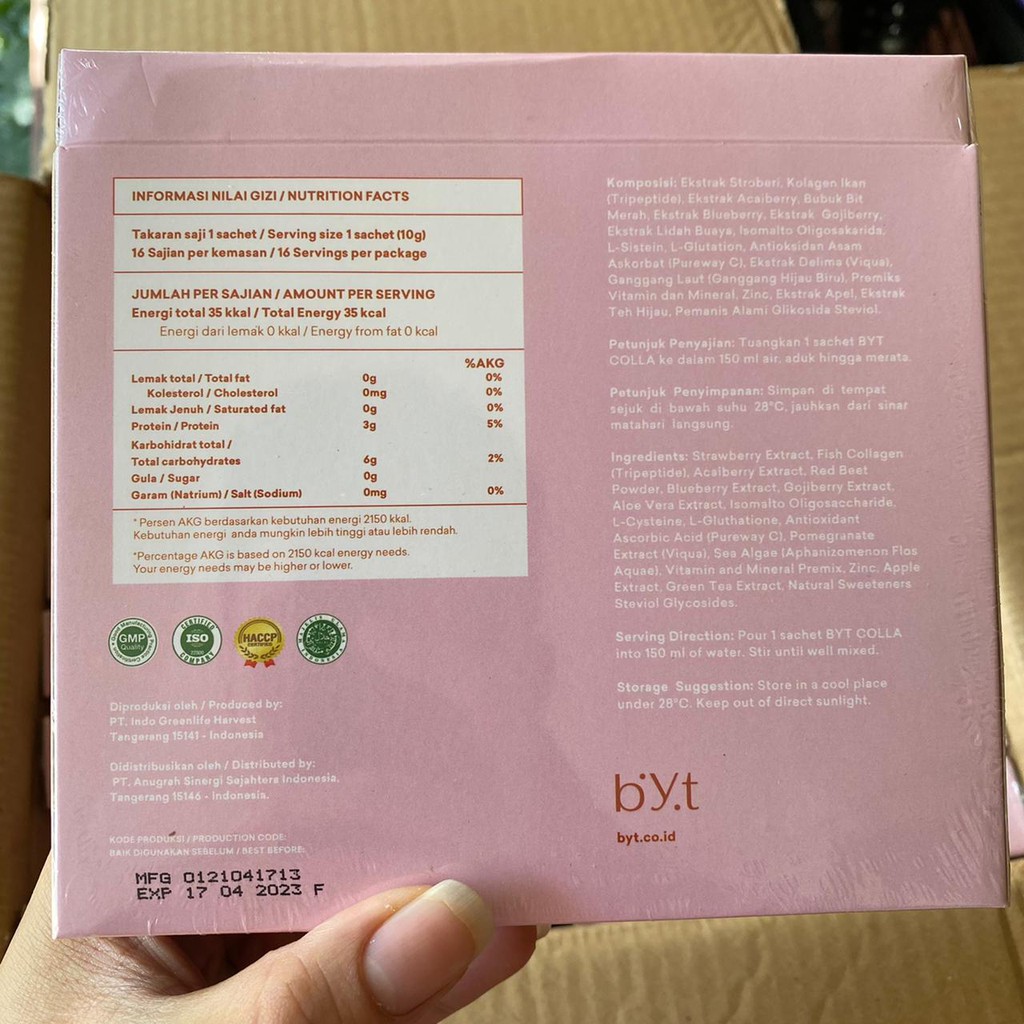 INFORMASI NILAI GIZI / NUTRITION FACTS
Takaran saji 1 sachet / Serving size 1 sachet (10g)
16 Sajian per kemasan / 16 Servings per package
JUMLAH PER SAJIAN / AMOUNT PER SERVING
Energi total 35 kkal / Total Energy 35 kcal
Energi dari lemak 0 kkal / Energy from fat 0 kcal
%AKG
Lemak total / Total fat 0g 0%
Kolesterol / Cholesterol 0mg 0%
Lemak Jenuh / Saturated fat 0g 0%
Protein / Protein 3g 5%
Karbohidrat total /
Total carbohydrates 6g 2%
Gula / Sugar 0g
Garam (Natrium) / Salt (Sodium) 0mg 0%
* Persen AKG berdasarkan kebutuhan energi 2150 kkal.
Kebutuhan energi anda mungkin lebih tinggi atau lebih rendah.
*Percentage AKG is based on 2150 kcal energy needs.
Your energy needs may be higher or lower.
GMP
Quality
CERTIFIED
ISO
COMPANY
HACCP
CERTIFIED
Diproduksi oleh / Produced by:
PT. Indo Greenlife Harvest
Tangerang 15141 - Indonesia
Didistribusikan oleh / Distributed by:
PT. Anugrah Sinergi Sejahtera Indonesia.
Tangerang 15146 - Indonesia.
KODE PRODUKSI / PRODUCTION CODE:
BAIK DIGUNAKAN SEBELUM / BEST BEFORE:
MFG 0121041713
EXP 17 04 2023 F
Komposisi: Ekstrak Stroberi, Kolagen Ikan
(Tripeptide), Ekstrak Acaiberry, Bubuk Bit
Merah, Ekstrak Blueberry, Ekstrak Gojiberry,
Ekstrak Lidah Buaya, Isomalto Oligosakarida,
L-Sistein, L-Glutation, Antioksidan Asam
Askorbat (Pureway C), Ekstrak Delima (Viqua),
Ganggang Laut (Ganggang Hijau Biru), Premiks
Vitamin dan Mineral, Zinc, Ekstrak Apel, Ekstrak
Teh Hijau, Pemanis Alami Glikosida Steviol.
Petunjuk Penyajian: Tuangkan 1 sachet BYT
COLLA ke dalam 150 ml air. aduk hingga merata.
Petunjuk Penyimpanan: Simpan di tempat
sejuk di bawah suhu 28°C, jauhkan dari sinar
matahari langsung.
Ingredients: Strawberry Extract, Fish Collagen
(Tripeptide), Acaiberry Extract, Red Beet
Powder, Blueberry Extract, Gojiberry Extract,
Aloe Vera Extract, Isomalto Oligosaccharide,
L-Cysteine, L-Gluthatione, Antioxidant
Ascorbic Acid (Pureway C), Pomegranate
Extract (Viqua), Sea Algae (Aphanizomenon Flos
Aquae), Vitamin and Mineral Premix, Zinc, Apple
Extract, Green Tea Extract, Natural Sweeteners
Steviol Glycosides.
Serving Direction: Pour 1 sachet BYT COLLA
into 150 ml of water. Stir until well mixed.
Storage Suggestion: Store in a cool place
under 28°C. Keep out of direct sunlight.
byt
byt.co.id